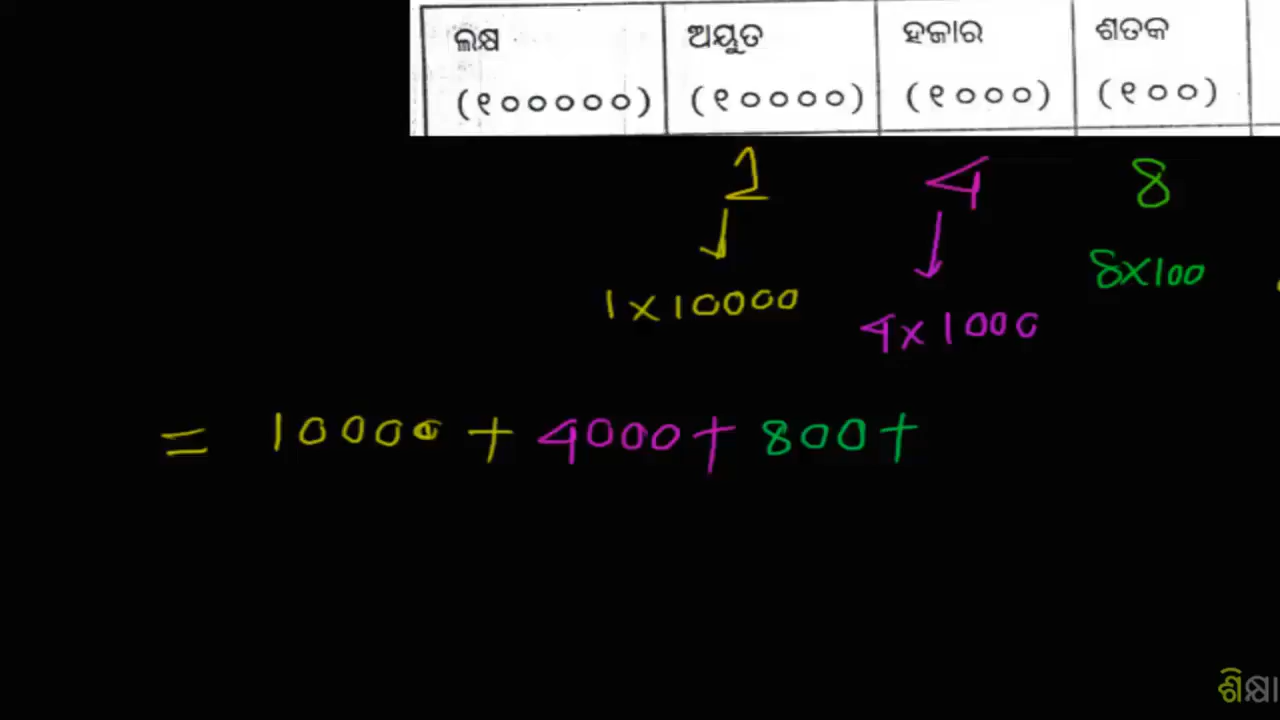 ଲକ୍ଷ ଅୟୁତ ହଜାର ଶତକ
(୧୦୦୦୦୦) (୧୦୦୦୦) (୧୦୦୦) (୧୦୦)
1 4 8
1 x 10000 4 x 1000 8 x 100
= 10000 + 4000 + 800 +
ଶିକ୍ଷା